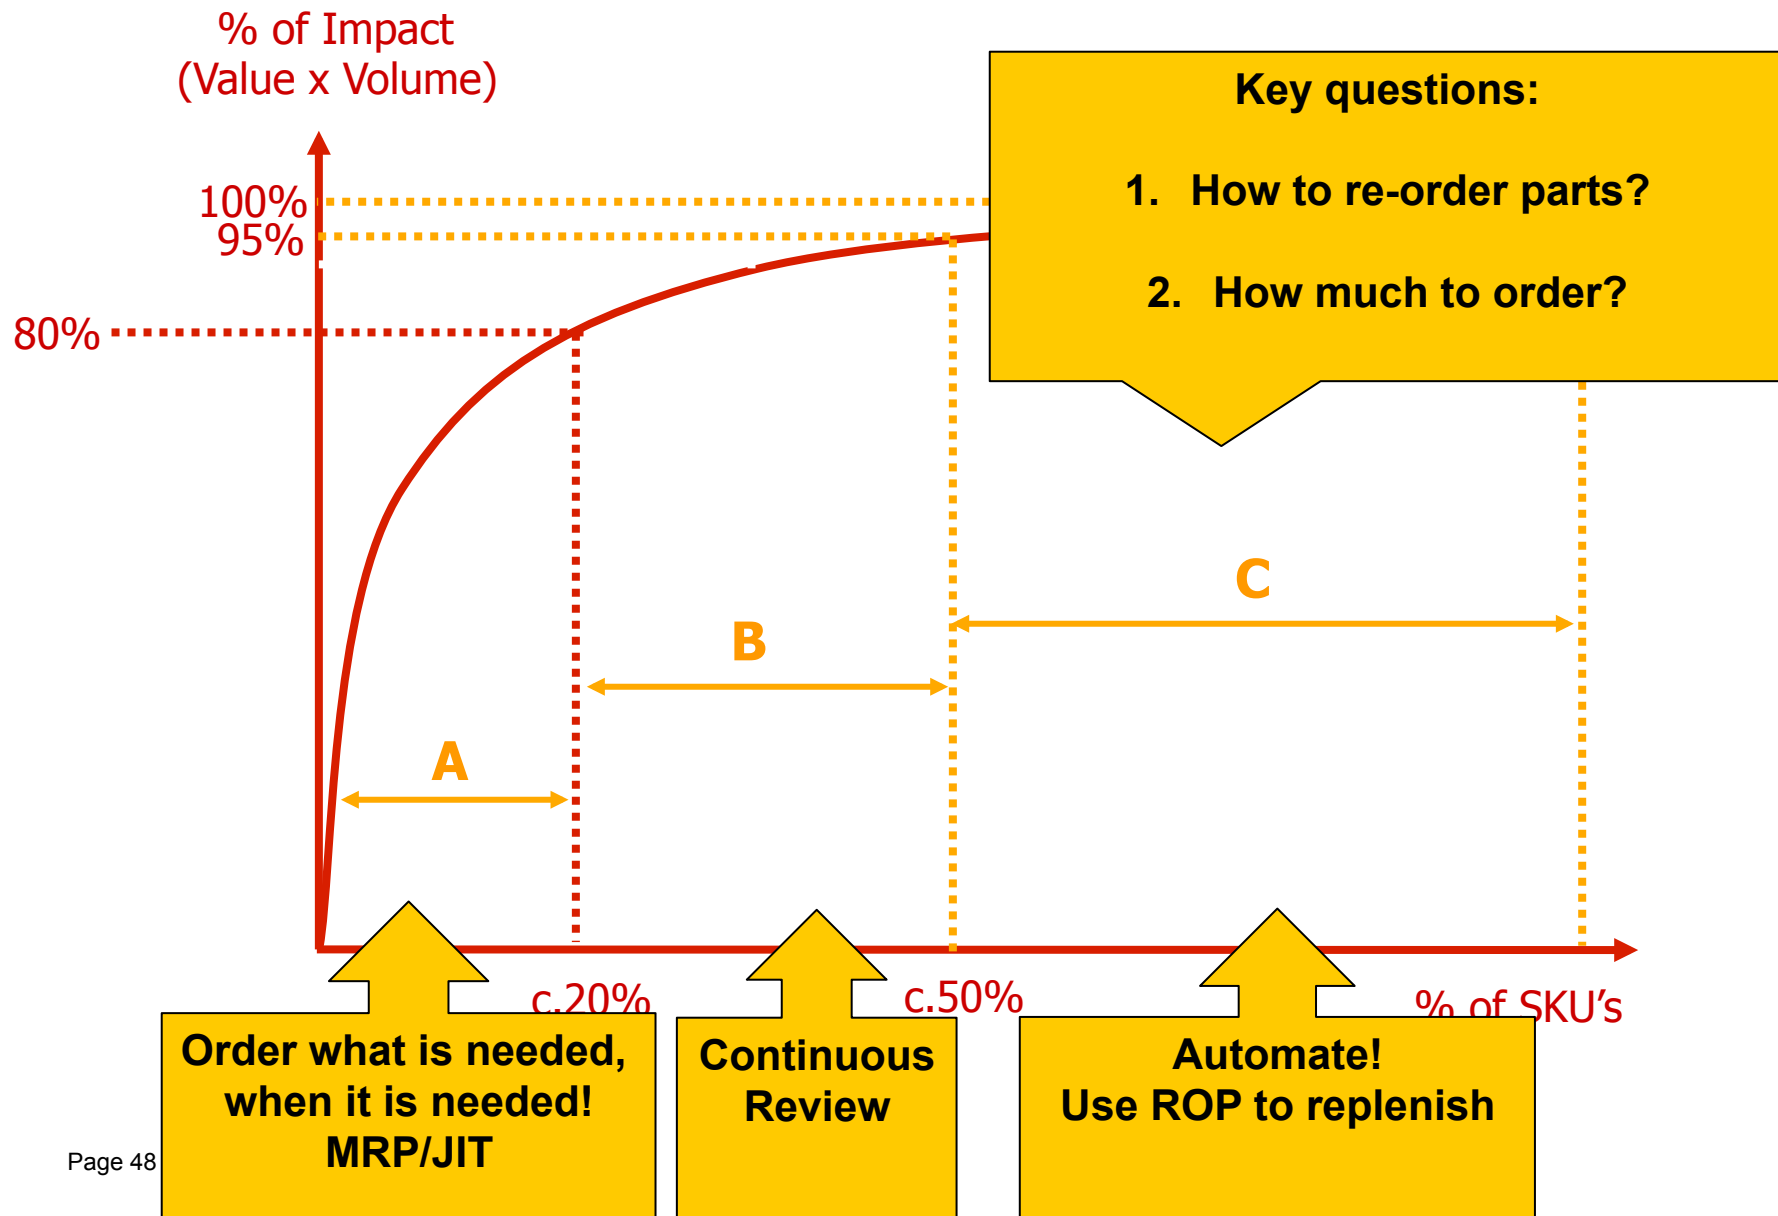 % of Impact
(Value x Volume)
Key questions:
1. How to re-order parts?
2. How much to order?
100%
95%
80%
C
B
A
c.20%
c.50%
% of SKU's
Order what is needed,
when it is needed!
MRP/JIT
Continuous
Review
Automate!
Use ROP to replenish
Page 48